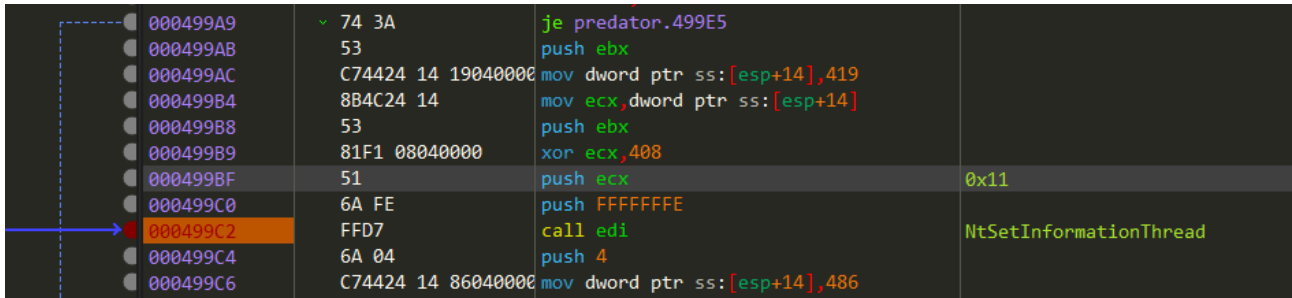 000499A9 74 3A je predator.499E5
000499AB 53 push ebx
000499AC C74424 14 19040000 mov dword ptr ss:[esp+14],419
000499B4 8B4C24 14 mov ecx,dword ptr ss:[esp+14]
000499B8 53 push ebx
000499B9 81F1 08040000 xor ecx,408
000499BF 51 push ecx 0x11
000499C0 6A FE push FFFFFFFE
000499C2 FFD7 call edi NtSetInformationThread
000499C4 6A 04 push 4
000499C6 C74424 14 86040000 mov dword ptr ss:[esp+14],486